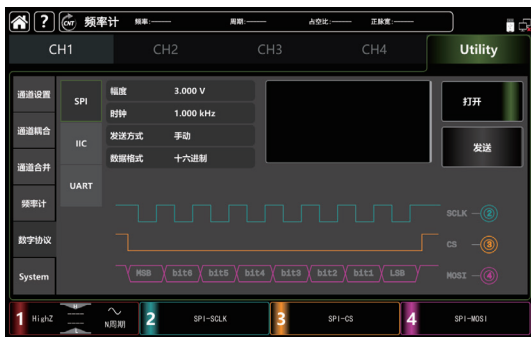 ? CNT 频率计 频率:—— 周期:—— 占空比:—— 正脉宽:——
CH1 CH2 CH3 CH4 Utility
通道设置
通道耦合
通道合并
频率计
数字协议
System
SPI
IIC
UART
幅度 3.000 V
时钟 1.000 kHz
发送方式 手动
数据格式 十六进制
打开
发送
SCLK ②
CS ③
MSB bit6 bit5 bit4 bit3 bit2 bit1 LSB MOSI ④
1 HighZ N周期 2 SPI-SCLK 3 SPI-CS 4 SPI-MOSI